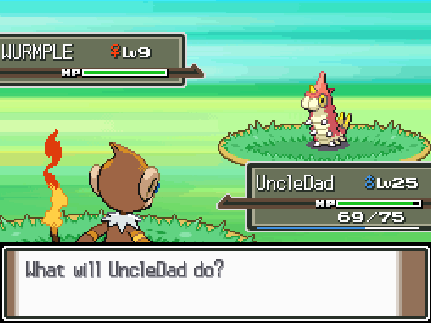 WURMPLE ♀Lv9
HP
UncleDad ♂Lv25
HP
69/75
What will UncleDad do?